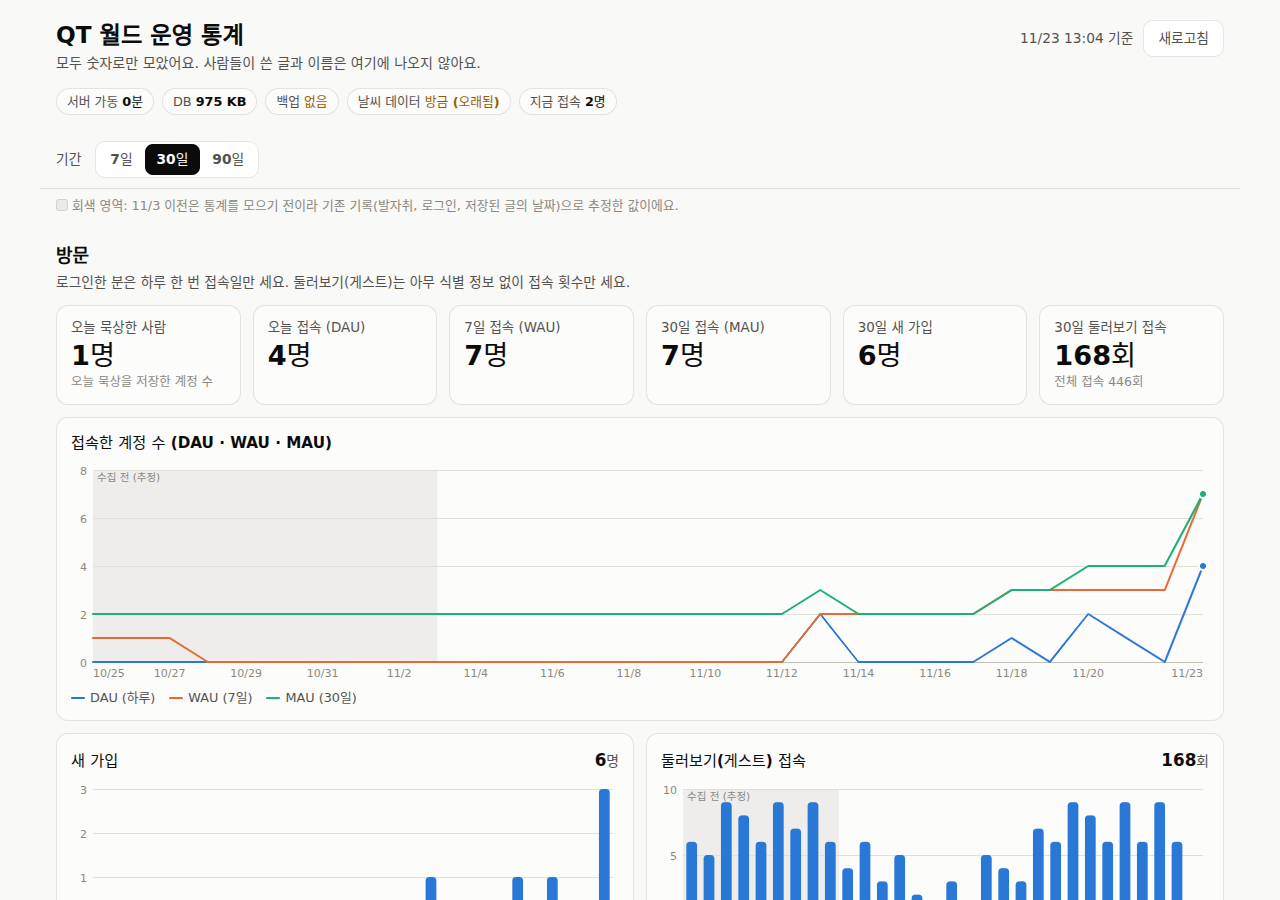 QT 월드 운영 통계
11/23 13:04 기준
새로고침
모두 숫자로만 모았어요. 사람들이 쓴 글과 이름은 여기에 나오지 않아요.
서버 가동 0분
DB 975 KB
백업 없음
날씨 데이터 방금 (오래됨)
지금 접속 2명
기간
7일
30일
90일
회색 영역: 11/3 이전은 통계를 모으기 전이라 기존 기록(발자취, 로그인, 저장된 글의 날짜)으로 추정한 값이에요.
방문
로그인한 분은 하루 한 번 접속일만 세요. 둘러보기(게스트)는 아무 식별 정보 없이 접속 횟수만 세요.
오늘 묵상한 사람
1명
오늘 묵상을 저장한 계정 수
오늘 접속 (DAU)
4명
7일 접속 (WAU)
7명
30일 접속 (MAU)
7명
30일 새 가입
6명
30일 둘러보기 접속
168회
전체 접속 446회
접속한 계정 수 (DAU · WAU · MAU)
8
수집 전 (추정)
6
4
2
0
10/25 10/27 10/29 10/31 11/2 11/4 11/6 11/8 11/10 11/12 11/14 11/16 11/18 11/20 11/23
DAU (하루) WAU (7일) MAU (30일)
새 가입
6명
3
2
1
둘러보기(게스트) 접속
168회
10
수집 전 (추정)
5